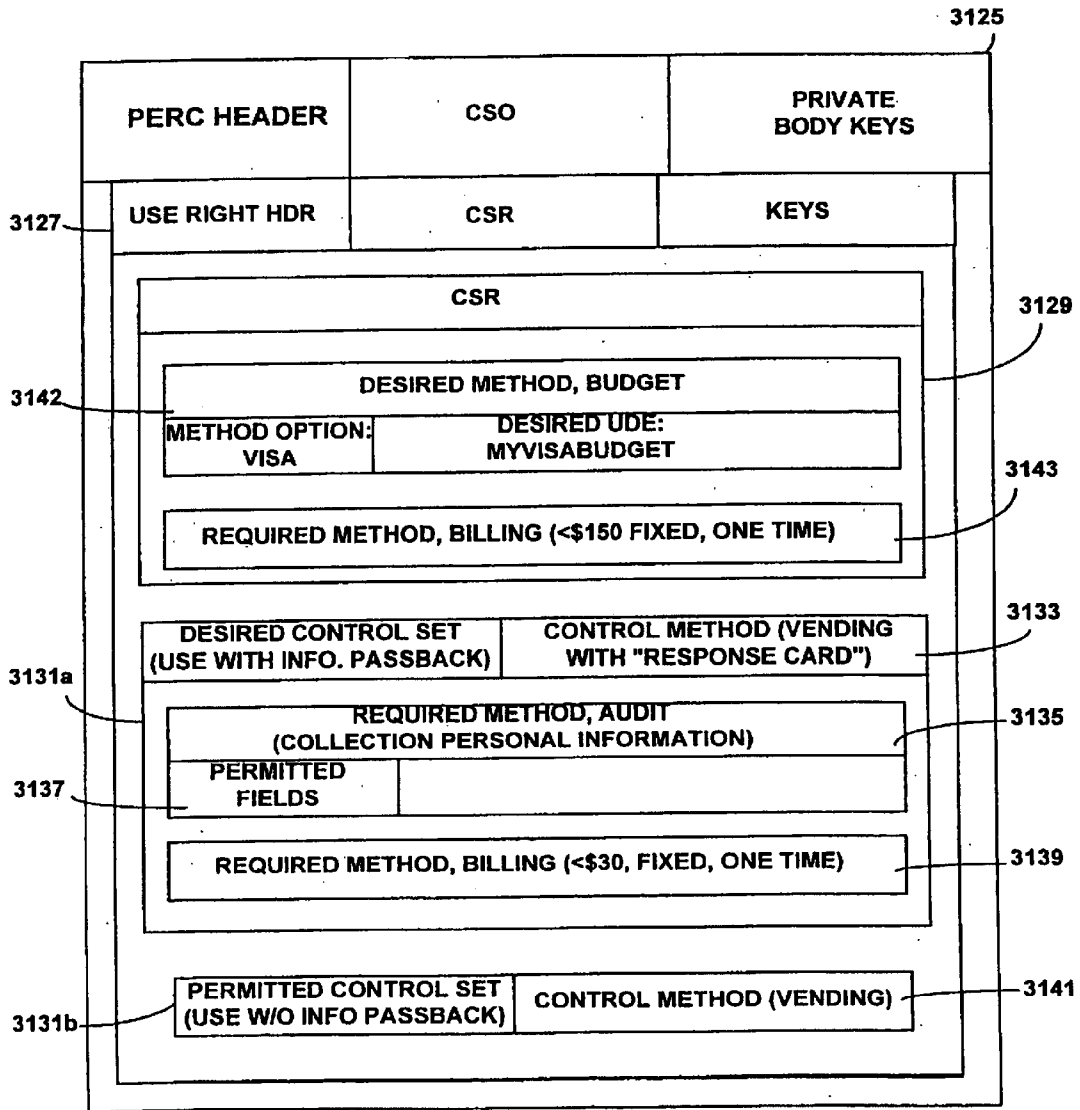 3125
PERC HEADER
CSO
PRIVATE
BODY KEYS
3127
USE RIGHT HDR
CSR
KEYS
CSR
3129
DESIRED METHOD, BUDGET
3142
METHOD OPTION:
VISA
DESIRED UDE:
MYVISABUDGET
3143
REQUIRED METHOD, BILLING (<$150 FIXED, ONE TIME)
DESIRED CONTROL SET
(USE WITH INFO. PASSBACK)
CONTROL METHOD (VENDING
WITH "RESPONSE CARD")
3133
3131a
REQUIRED METHOD, AUDIT
(COLLECTION PERSONAL INFORMATION)
3135
3137
PERMITTED
FIELDS
REQUIRED METHOD, BILLING (<$30, FIXED, ONE TIME)
3139
3131b
PERMITTED CONTROL SET
(USE W/O INFO PASSBACK)
CONTROL METHOD (VENDING)
3141